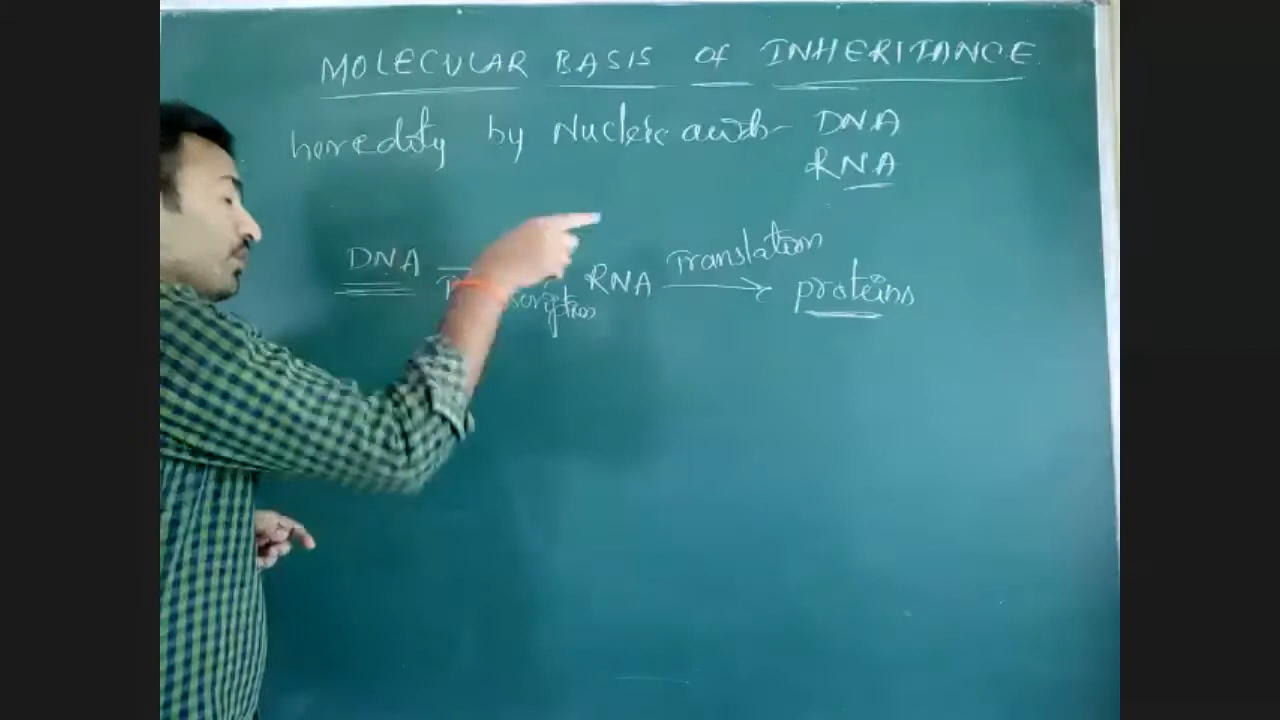 MOLECULAR BASIS of INHERITANCE
heredity by Nucleic acids- DNA
RNA
DNA RNA Translation proteins